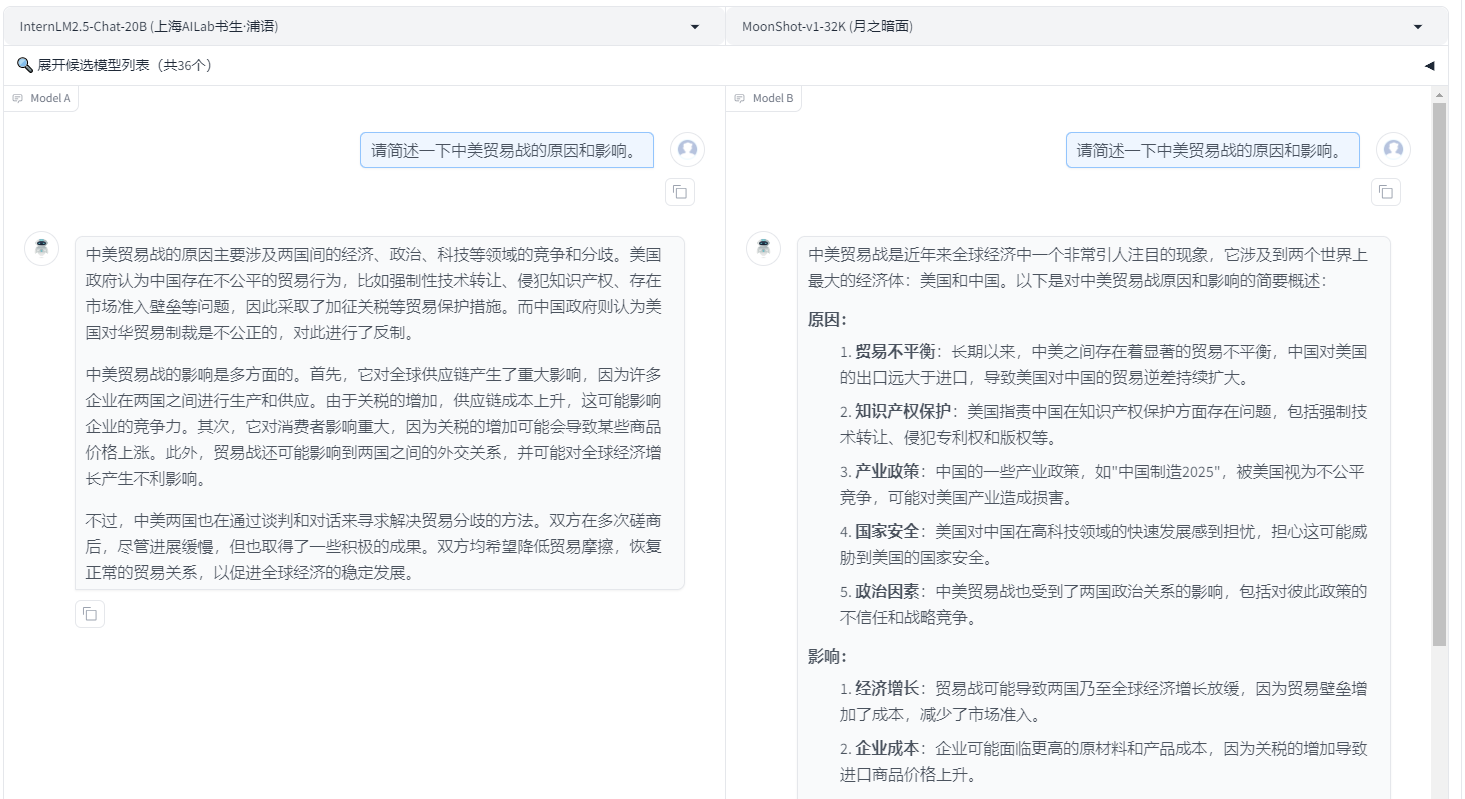 InternLM2.5-Chat-20B (上海AILab书生·浦语)
MoonShot-v1-32K (月之暗面)
展开候选模型列表（共36个）
Model A
请简述一下中美贸易战的原因和影响。
中美贸易战的原因主要涉及两国间的经济、政治、科技等领域的竞争和分歧。美国
政府认为中国存在不公平的贸易行为，比如强制性技术转让、侵犯知识产权、存在
市场准入壁垒等问题，因此采取了加征关税等贸易保护措施。而中国政府则认为美
国对华贸易制裁是不公正的，对此进行了反制。
中美贸易战的影响是多方面的。首先，它对全球供应链产生了重大影响，因为许多
企业在两国之间进行生产和供应。由于关税的增加，供应链成本上升，这可能影响
企业的竞争力。其次，它对消费者影响重大，因为关税的增加可能会导致某些商品
价格上涨。此外，贸易战还可能影响到两国之间的外交关系，并可能对全球经济增
长产生不利影响。
不过，中美两国也在通过谈判和对话来寻求解决贸易分歧的方法。双方在多次磋商
后，尽管进展缓慢，但也取得了一些积极的成果。双方均希望降低贸易摩擦，恢复
正常的贸易关系，以促进全球经济的稳定发展。
Model B
请简述一下中美贸易战的原因和影响。
中美贸易战是近年来全球经济中一个非常引人注目的现象，它涉及到两个世界上
最大的经济体：美国和中国。以下是对中美贸易战原因和影响的简要概述：
原因：
1. 贸易不平衡：长期以来，中美之间存在着显著的贸易不平衡，中国对美国
的出口远大于进口，导致美国对中国的贸易逆差持续扩大。
2. 知识产权保护：美国指责中国在知识产权保护方面存在问题，包括强制技
术转让、侵犯专利权和版权等。
3. 产业政策：中国的一些产业政策，如"中国制造2025"，被美国视为不公平
竞争，可能对美国产业造成损害。
4. 国家安全：美国对中国在高科技领域的快速发展感到担忧，担心这可能威
胁到美国的国家安全。
5. 政治因素：中美贸易战也受到了两国政治关系的影响，包括对彼此政策的
不信任和战略竞争。
影响：
1. 经济增长：贸易战可能导致两国乃至全球经济增长放缓，因为贸易壁垒增
加了成本，减少了市场准入。
2. 企业成本：企业可能面临更高的原材料和产品成本，因为关税的增加导致
进口商品价格上升。